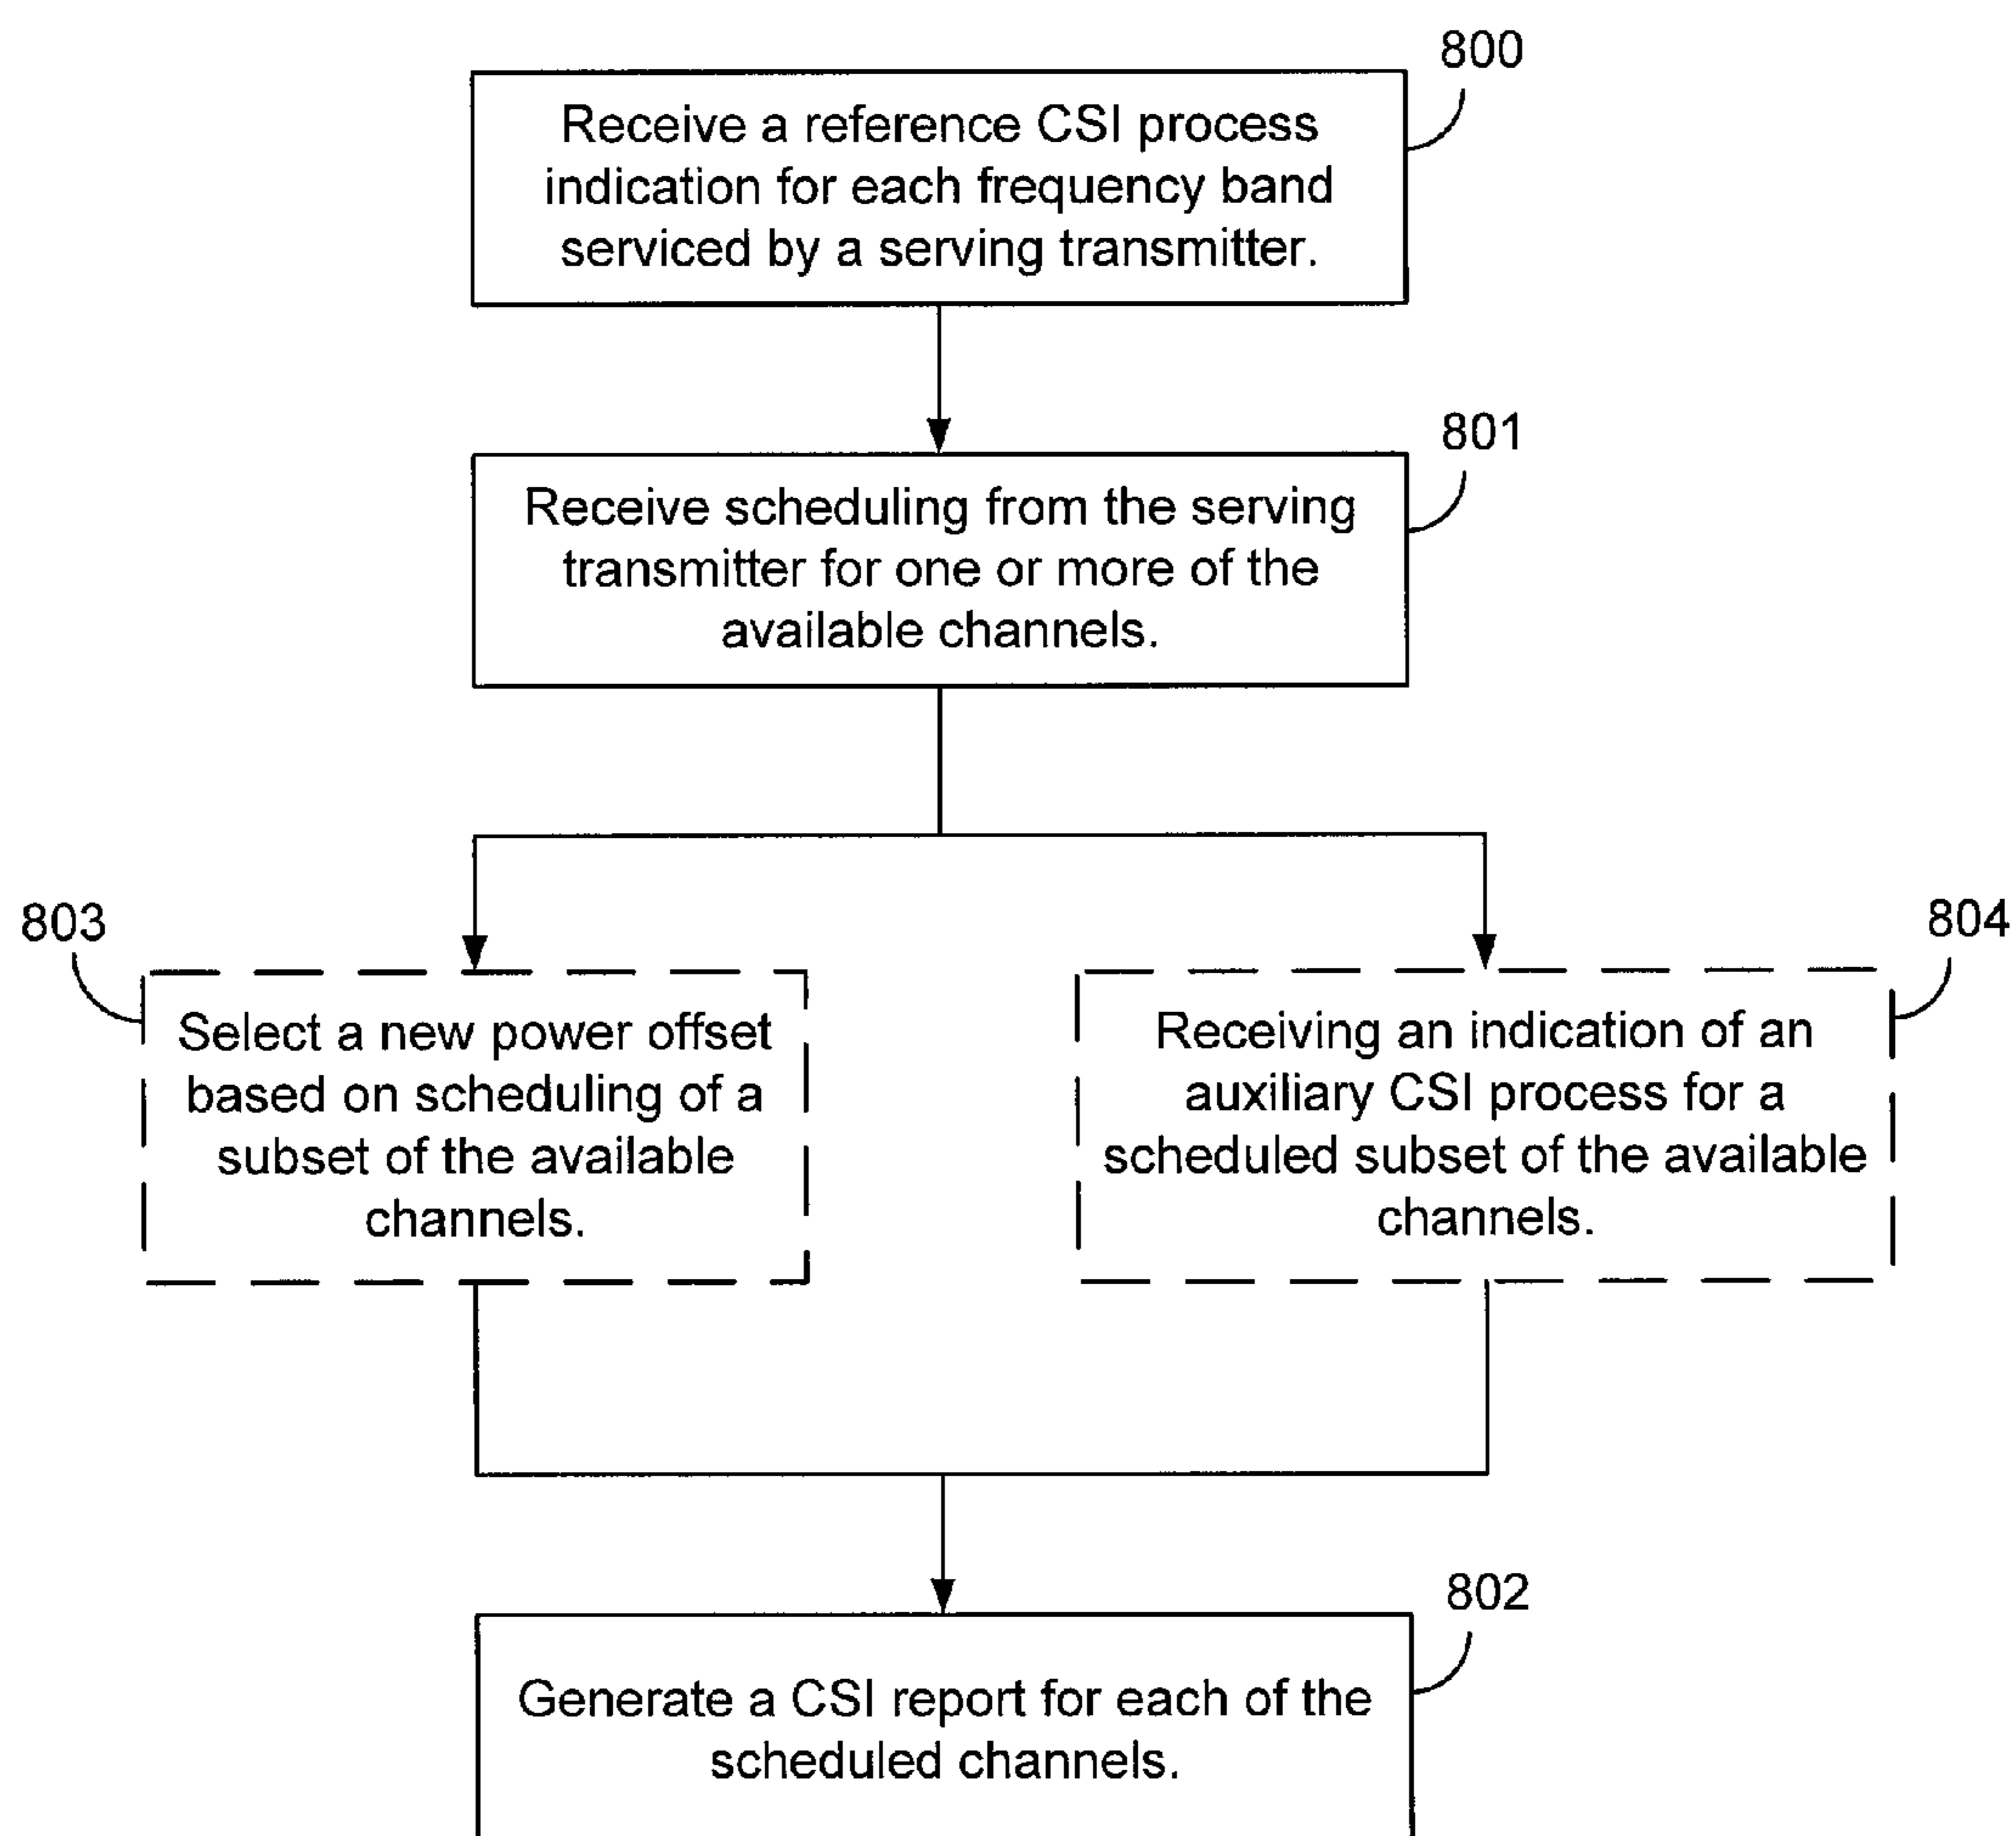 800
Receive a reference CSI process
indication for each frequency band
serviced by a serving transmitter.
801
Receive scheduling from the serving
transmitter for one or more of the
available channels.
803
Select a new power offset
based on scheduling of a
subset of the available
channels.
804
Receiving an indication of an
auxiliary CSI process for a
scheduled subset of the available
channels.
802
Generate a CSI report for each of the
scheduled channels.